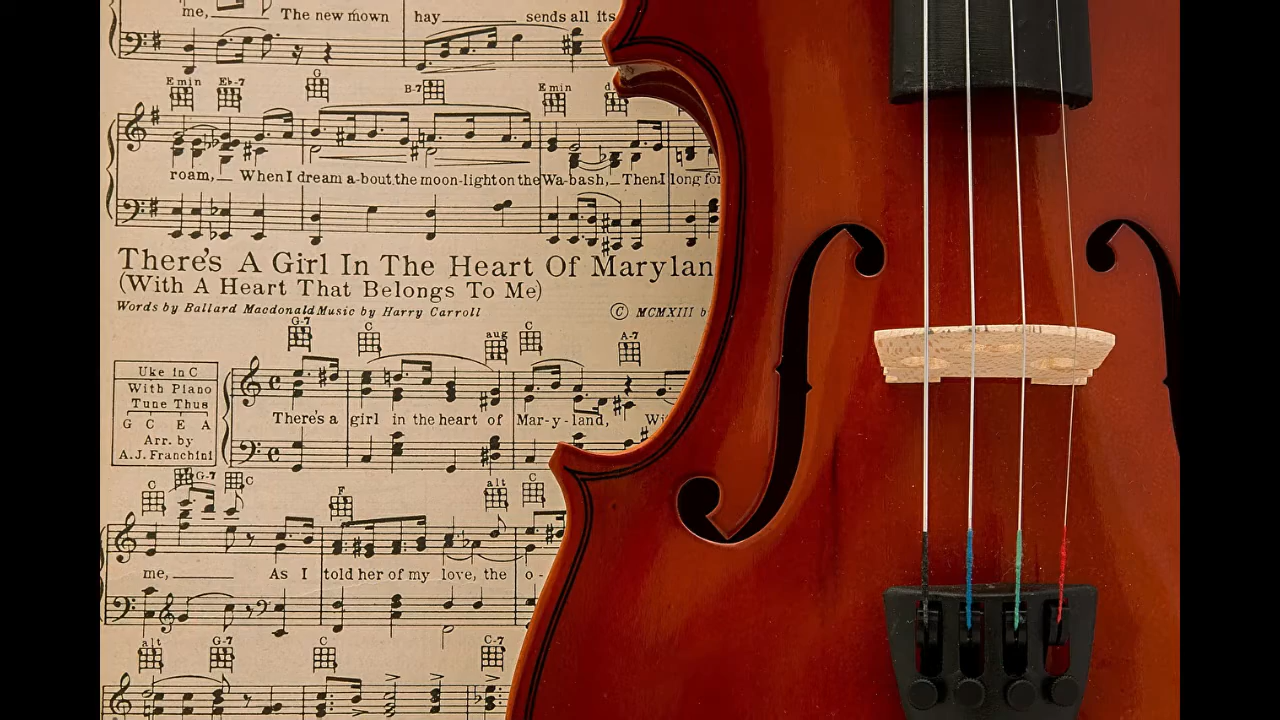 me, The new mown hay sends all its
E min Eb-7 G B-7 E min
roam, When I dream a-bout the moon-light on the Wa-bash, Then I long for
There's A Girl In The Heart Of Marylan
(With A Heart That Belongs To Me)
Words by Ballard Macdonald Music by Harry Carroll © MCMXIII b
G-7 C aug C A-7
Uke in C
With Piano
Tune Thus
G C E A
Arr. by
A.J. Franchini
There's a girl in the heart of Mar-y-land, Wi
C G-7 C F alt C
me, As I told her of my love, the o-
alt G-7 C C-7